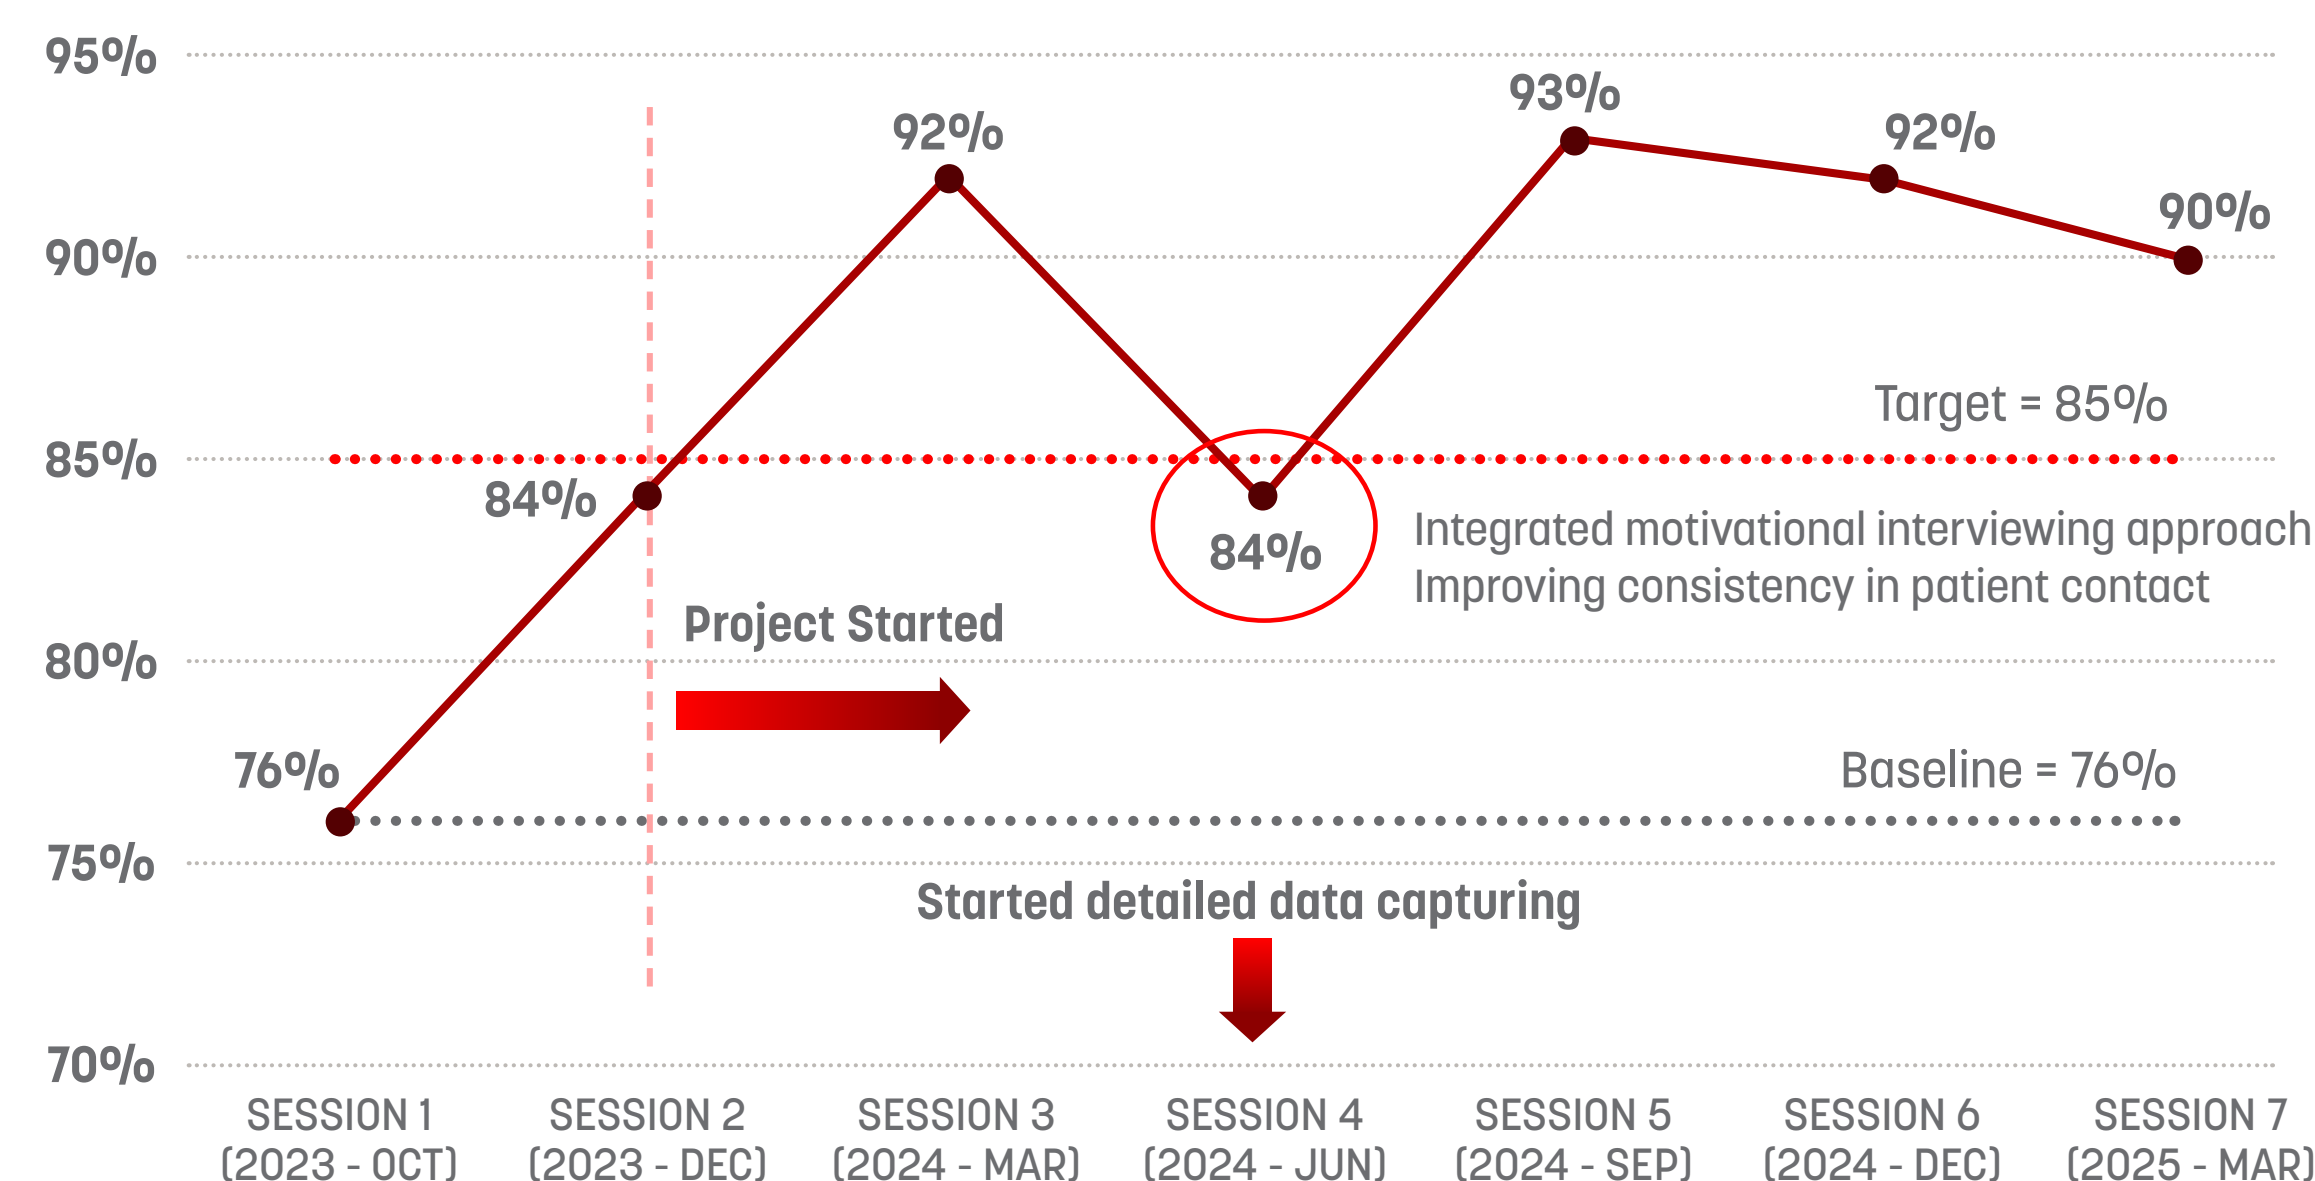 95%
93%
92%
92%
90%
90%
Target = 85%
85%
84%
Integrated motivational interviewing approach
84%
Improving consistency in patient contact
Project Started
80%
76%
Baseline = 76%
75%
Started detailed data capturing
70%
SESSION 1
(2023 - OCT)
SESSION 2
(2023 - DEC)
SESSION 3
(2024 - MAR)
SESSION 4
(2024 - JUN)
SESSION 5
(2024 - SEP)
SESSION 6
(2024 - DEC)
SESSION 7
(2025 - MAR)